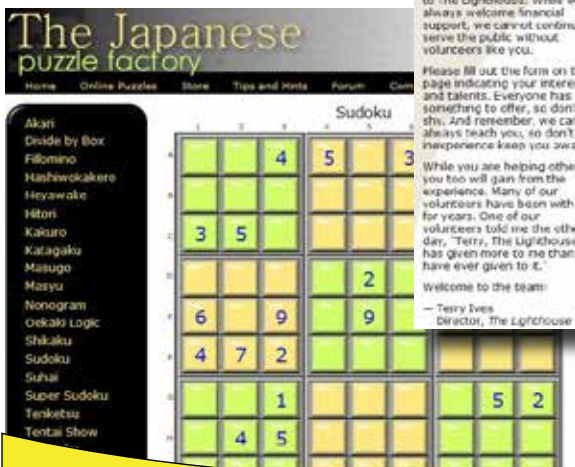 The Japanese
puzzle factory
Home Online Puzzles Store Tips and Hints Forum Com
Sudoku
1 2 3 4 5
Akari
Divide by Box
Fillomino
Hashiwokakero
Heyawake
Hitori
Kakuro
Katagaku
Masugo
Masyu
Nonogram
Oekaki Logic
Shikaku
Sudoku
Suhai
Super Sudoku
Tenketsu
Tentai Show
A 4 5 3
C 3 5
D 2
6 9 9
4 7 2
1 5 2
H 4 5
to The Lighthouse. While w
always welcome financial
support, we cannot continu
serve the public without
volunteers like you.
Please fill out the form on t
page indicating your intere
and talents. Everyone has
something to offer, so don'
shy. And remember, we can
always teach you, so don't
inexperience keep you awa
While you are helping othe
you too will gain from the
experience. Many of our
volunteers have been with
for years. One of our
volunteers told me the othe
day, "Terry, The Lighthouse
has given more to me than
have ever given to it."
Welcome to the team!
— Terry Ives
Director, The Lighthouse